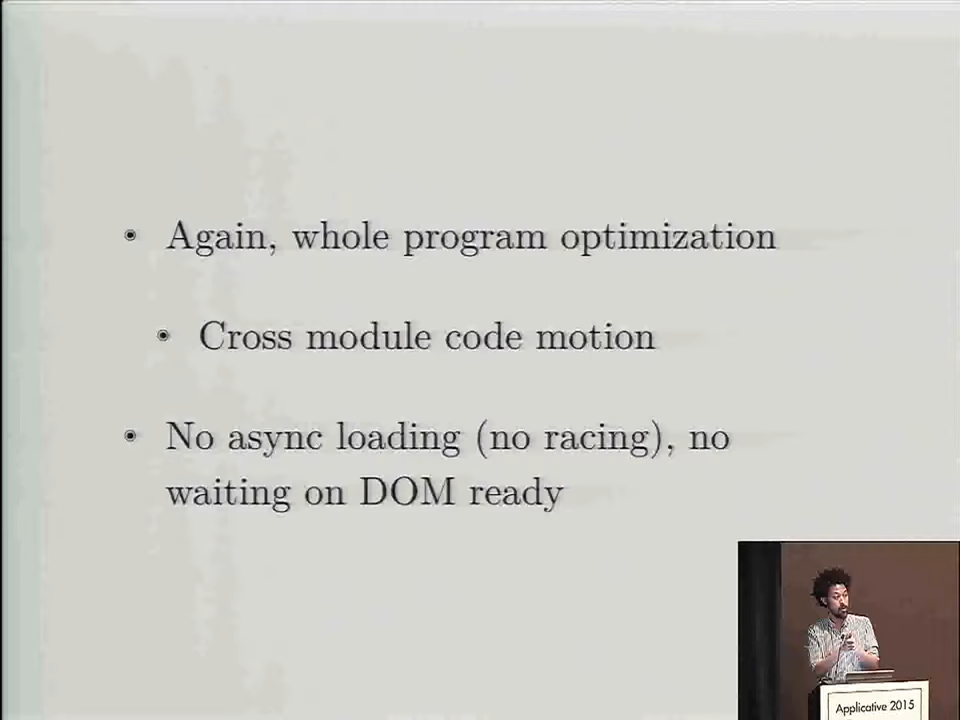 Again, whole program optimization
Cross module code motion
No async loading (no racing), no
waiting on DOM ready
Applicative 2015